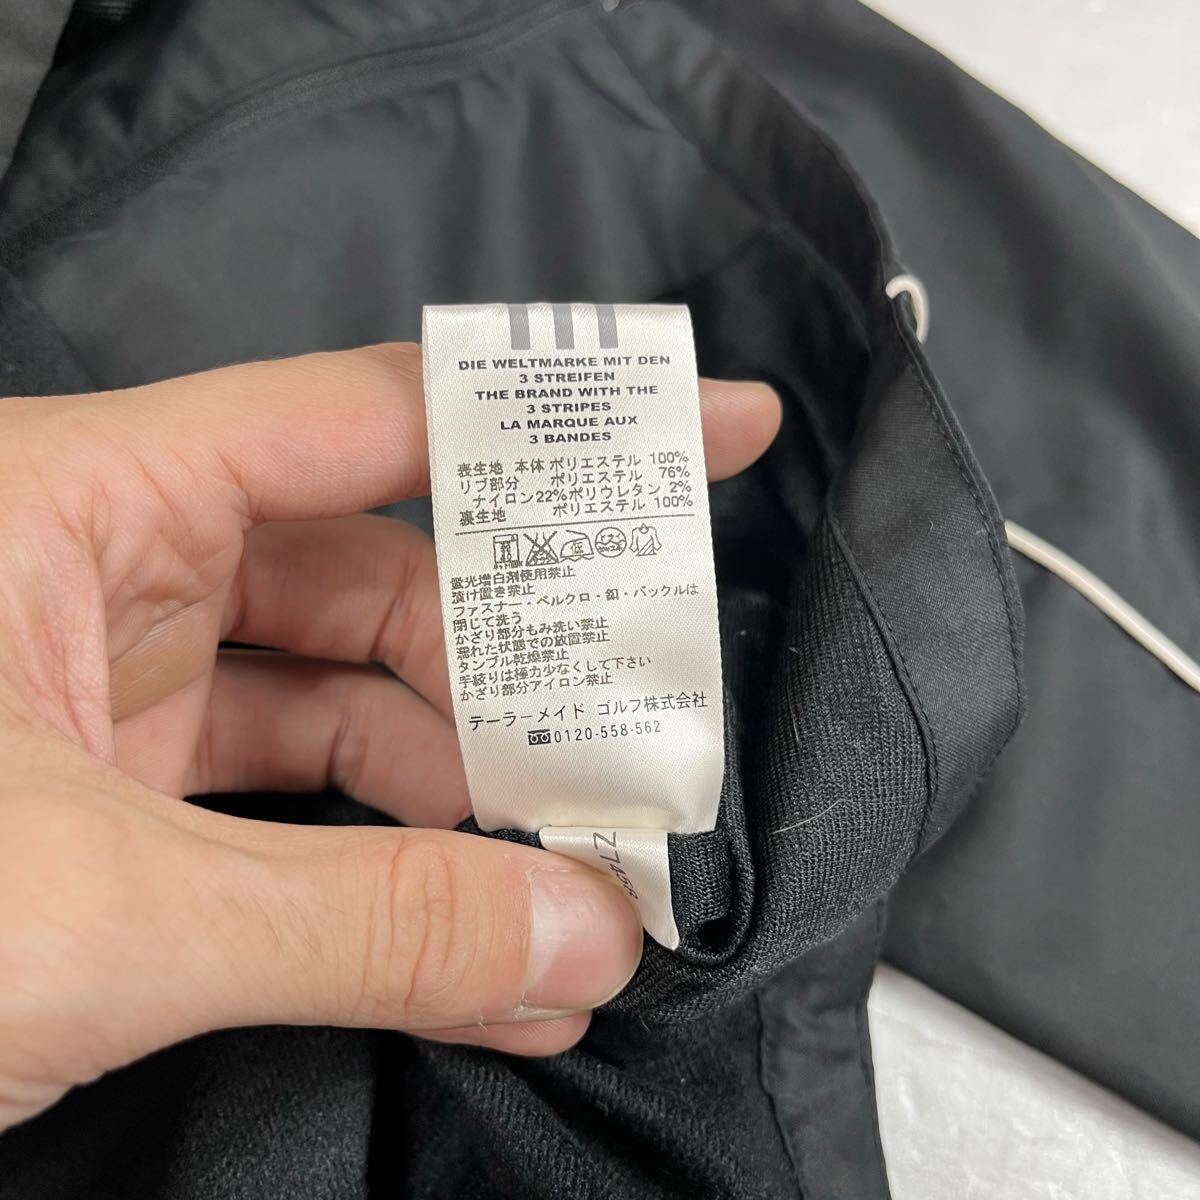 DIE WELTMARKE MIT DEN
3 STREIFEN
THE BRAND WITH THE
3 STRIPES
LA MARQUE AUX
3 BANDES
表生地 本体 ポリエステル 100%
リブ部分 ポリエステル 76%
ナイロン22%ポリウレタン 2%
裏生地 ポリエステル 100%
低
蛍光増白剤使用禁止
漬け置き禁止
ファスナー・ベルクロ・釦・バックルは
閉じて洗う
かざり部分もみ洗い禁止
濡れた状態での放置禁止
タンブル乾燥禁止
手絞りは極力少なくして下さい
かざり部分アイロン禁止
テーラーメイド ゴルフ株式会社
0120-558-562